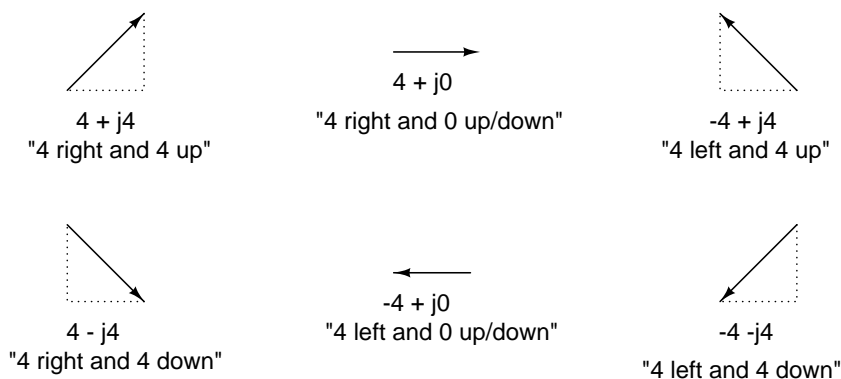 4 + j4
"4 right and 4 up"
4 + j0
"4 right and 0 up/down"
-4 + j4
"4 left and 4 up"
4 - j4
"4 right and 4 down"
-4 + j0
"4 left and 0 up/down"
-4 -j4
"4 left and 4 down"